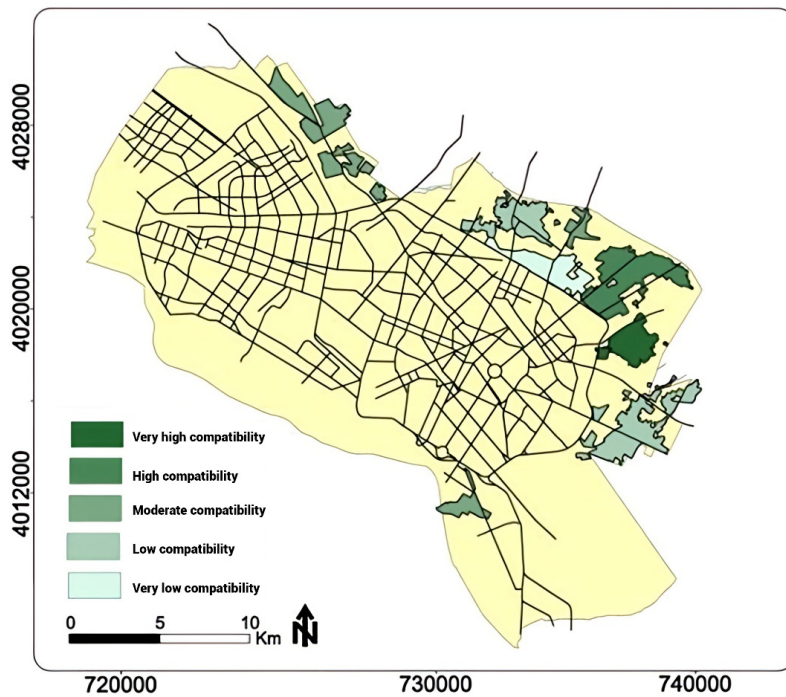 4028000
4020000
4012000
Very high compatibility
High compatibility
Moderate compatibility
Low compatibility
Very low compatibility
0 5 10
Km
N
720000 730000 740000